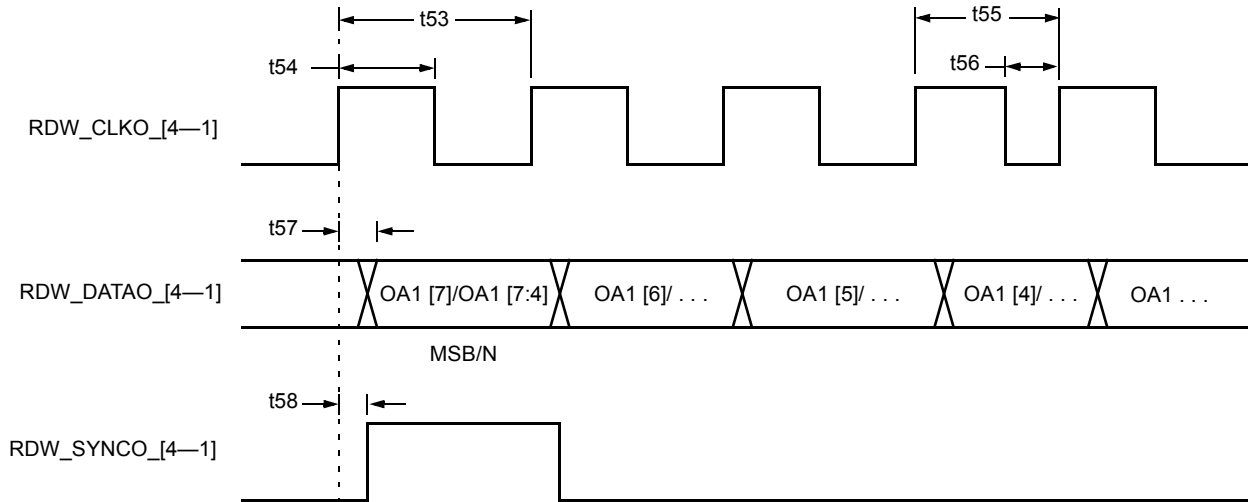 t53
t55
t54
t56
RDW_CLKO_[4—1]
t57
RDW_DATAO_[4—1]
OA1 [7]/OA1 [7:4]
OA1 [6]/ . . .
OA1 [5]/ . . .
OA1 [4]/ . . .
OA1 . . .
MSB/N
t58
RDW_SYNCO_[4—1]